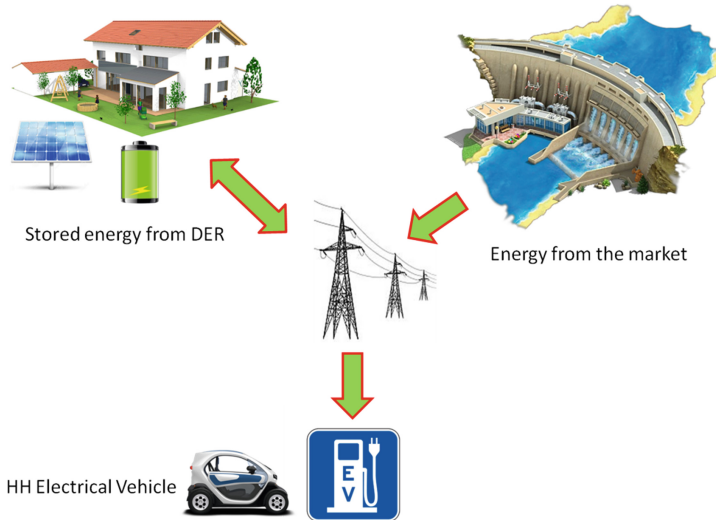 Stored energy from DER
Energy from the market
HH Electrical Vehicle
E
V